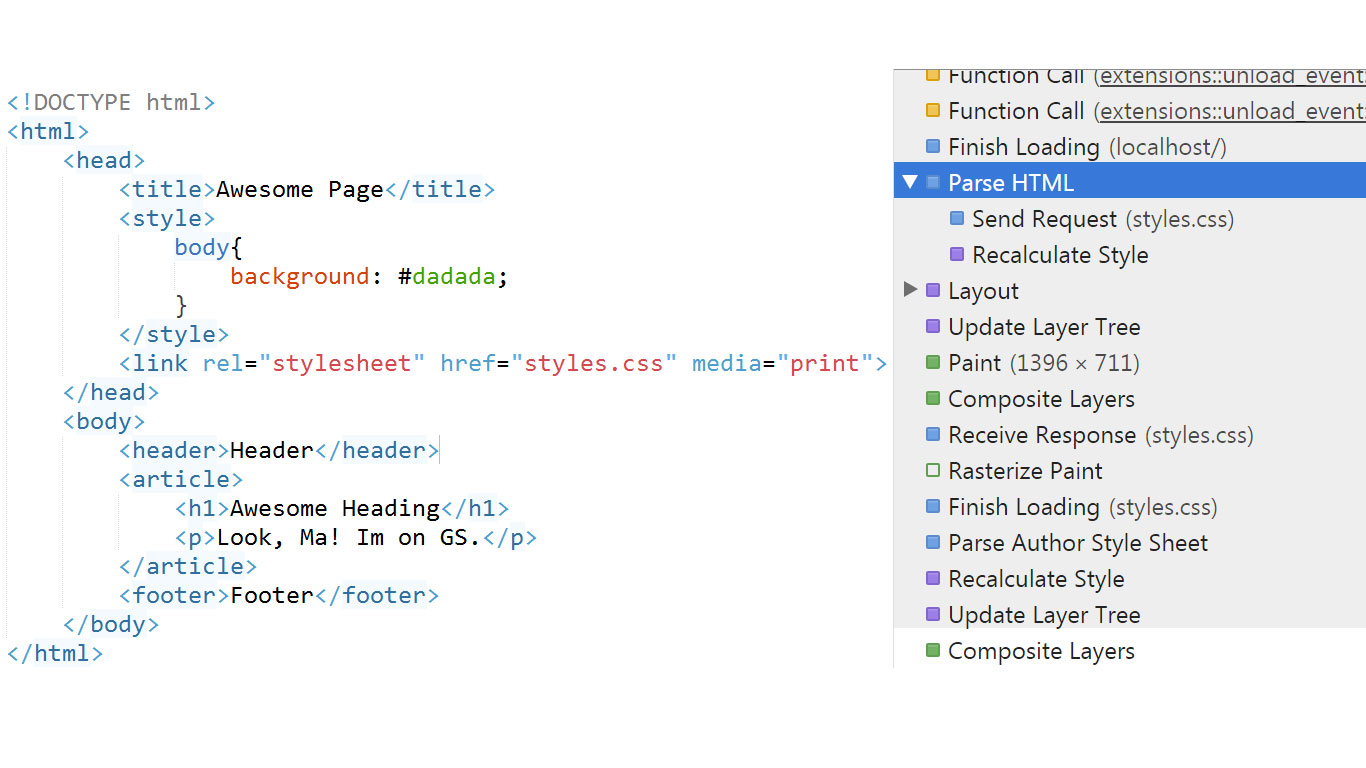 <!DOCTYPE html>
<html>
<head>
<title>Awesome Page</title>
<style>
body{
background: #dadada;
}
</style>
<link rel="stylesheet" href="styles.css" media="print">
</head>
<body>
<header>Header</header>
<article>
<h1>Awesome Heading</h1>
<p>Look, Ma! Im on GS.</p>
</article>
<footer>Footer</footer>
</body>
</html>
Function Call (extensions::unload_event:
Function Call (extensions::unload_event:
Finish Loading (localhost/)
Parse HTML
Send Request (styles.css)
Recalculate Style
Layout
Update Layer Tree
Paint (1396 × 711)
Composite Layers
Receive Response (styles.css)
Rasterize Paint
Finish Loading (styles.css)
Parse Author Style Sheet
Recalculate Style
Update Layer Tree
Composite Layers